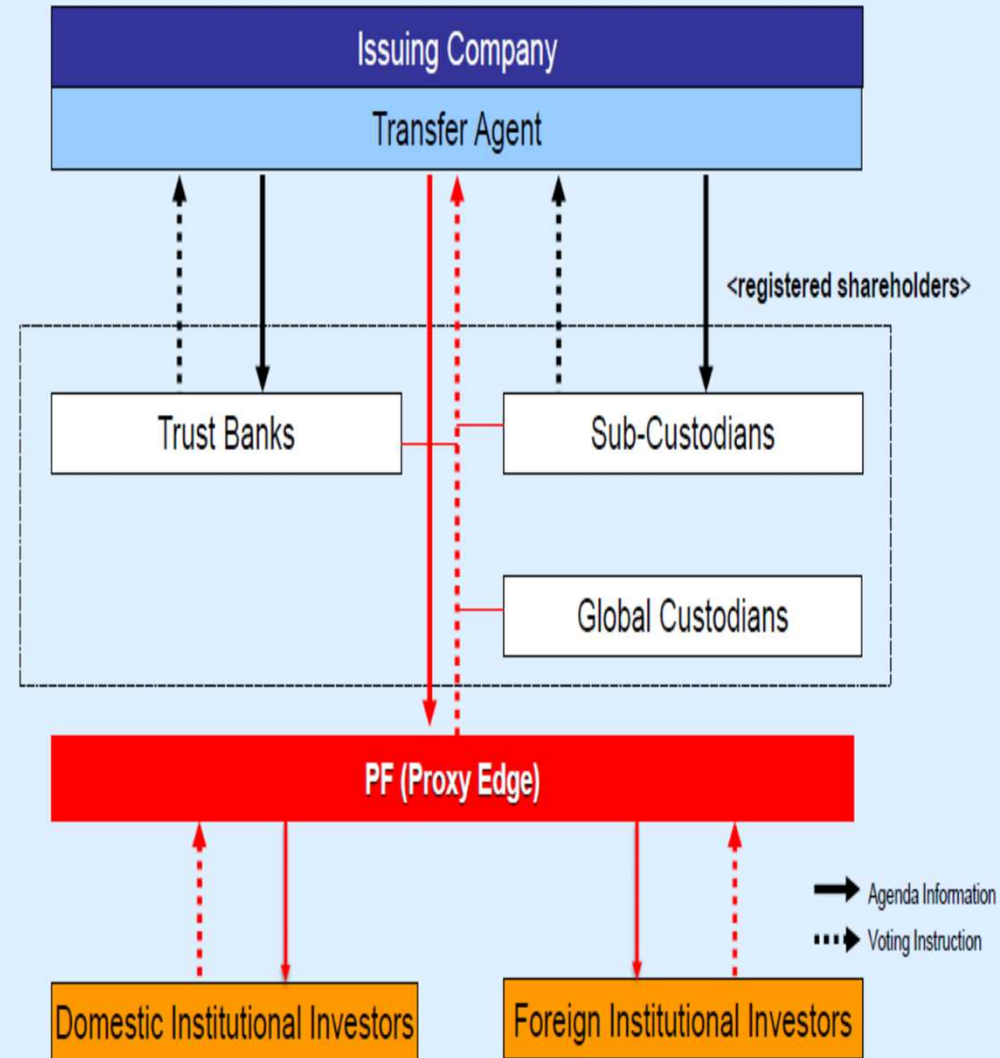 Issuing Company
Transfer Agent
<registered shareholders>
Trust Banks
Sub-Custodians
Global Custodians
PF (Proxy Edge)
Agenda Information
Voting Instruction
Domestic Institutional Investors
Foreign Institutional Investors